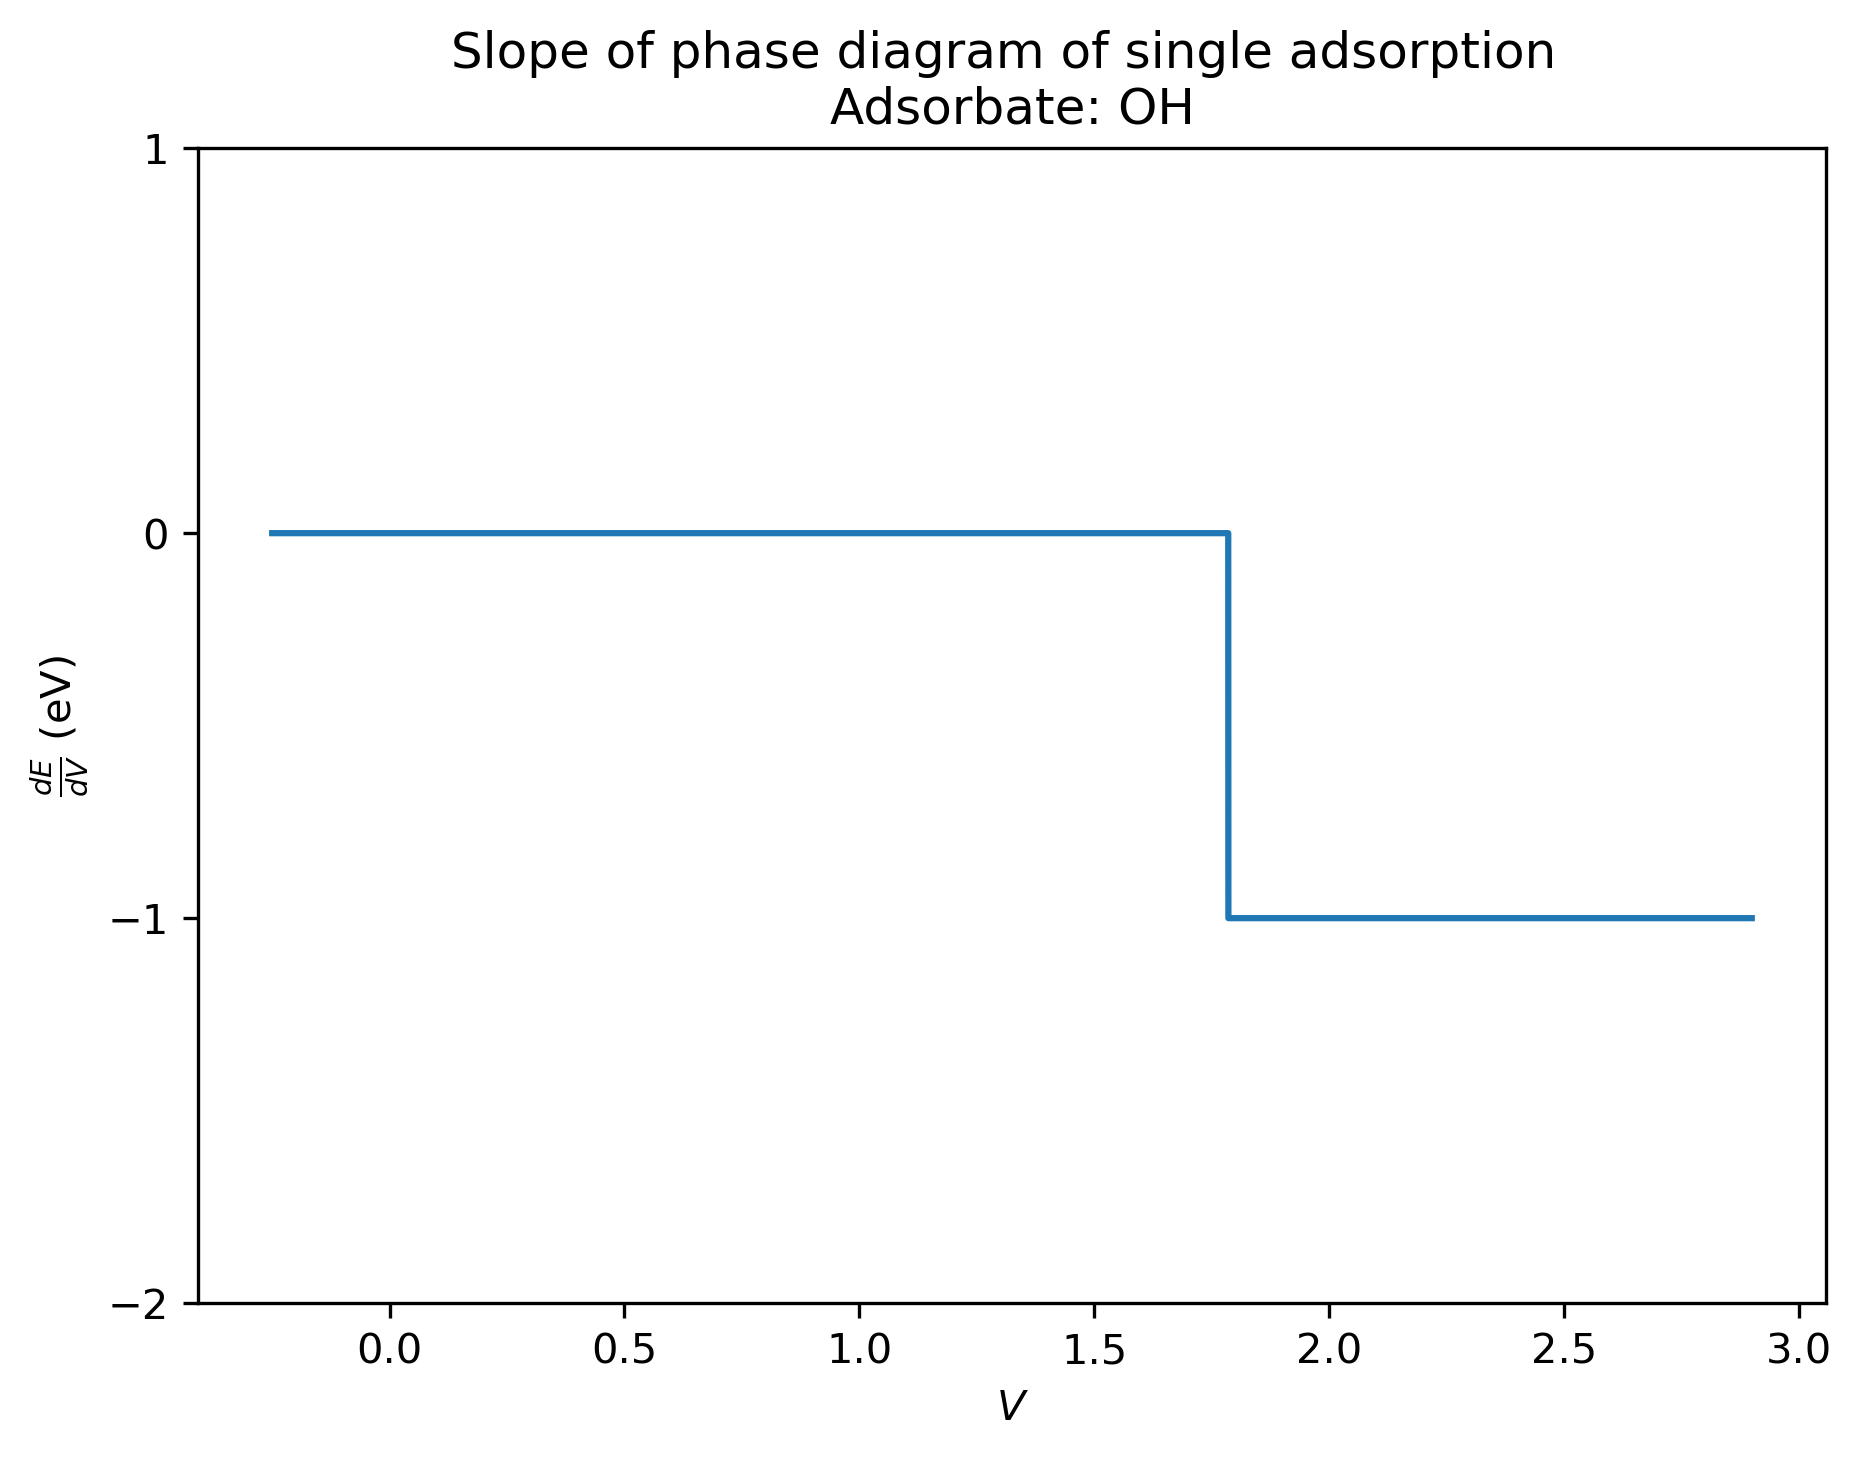 Slope of phase diagram of single adsorption
Adsorbate: OH
1
0
−1
−2
dE/dV (eV)
0.0 0.5 1.0 1.5 2.0 2.5 3.0
V